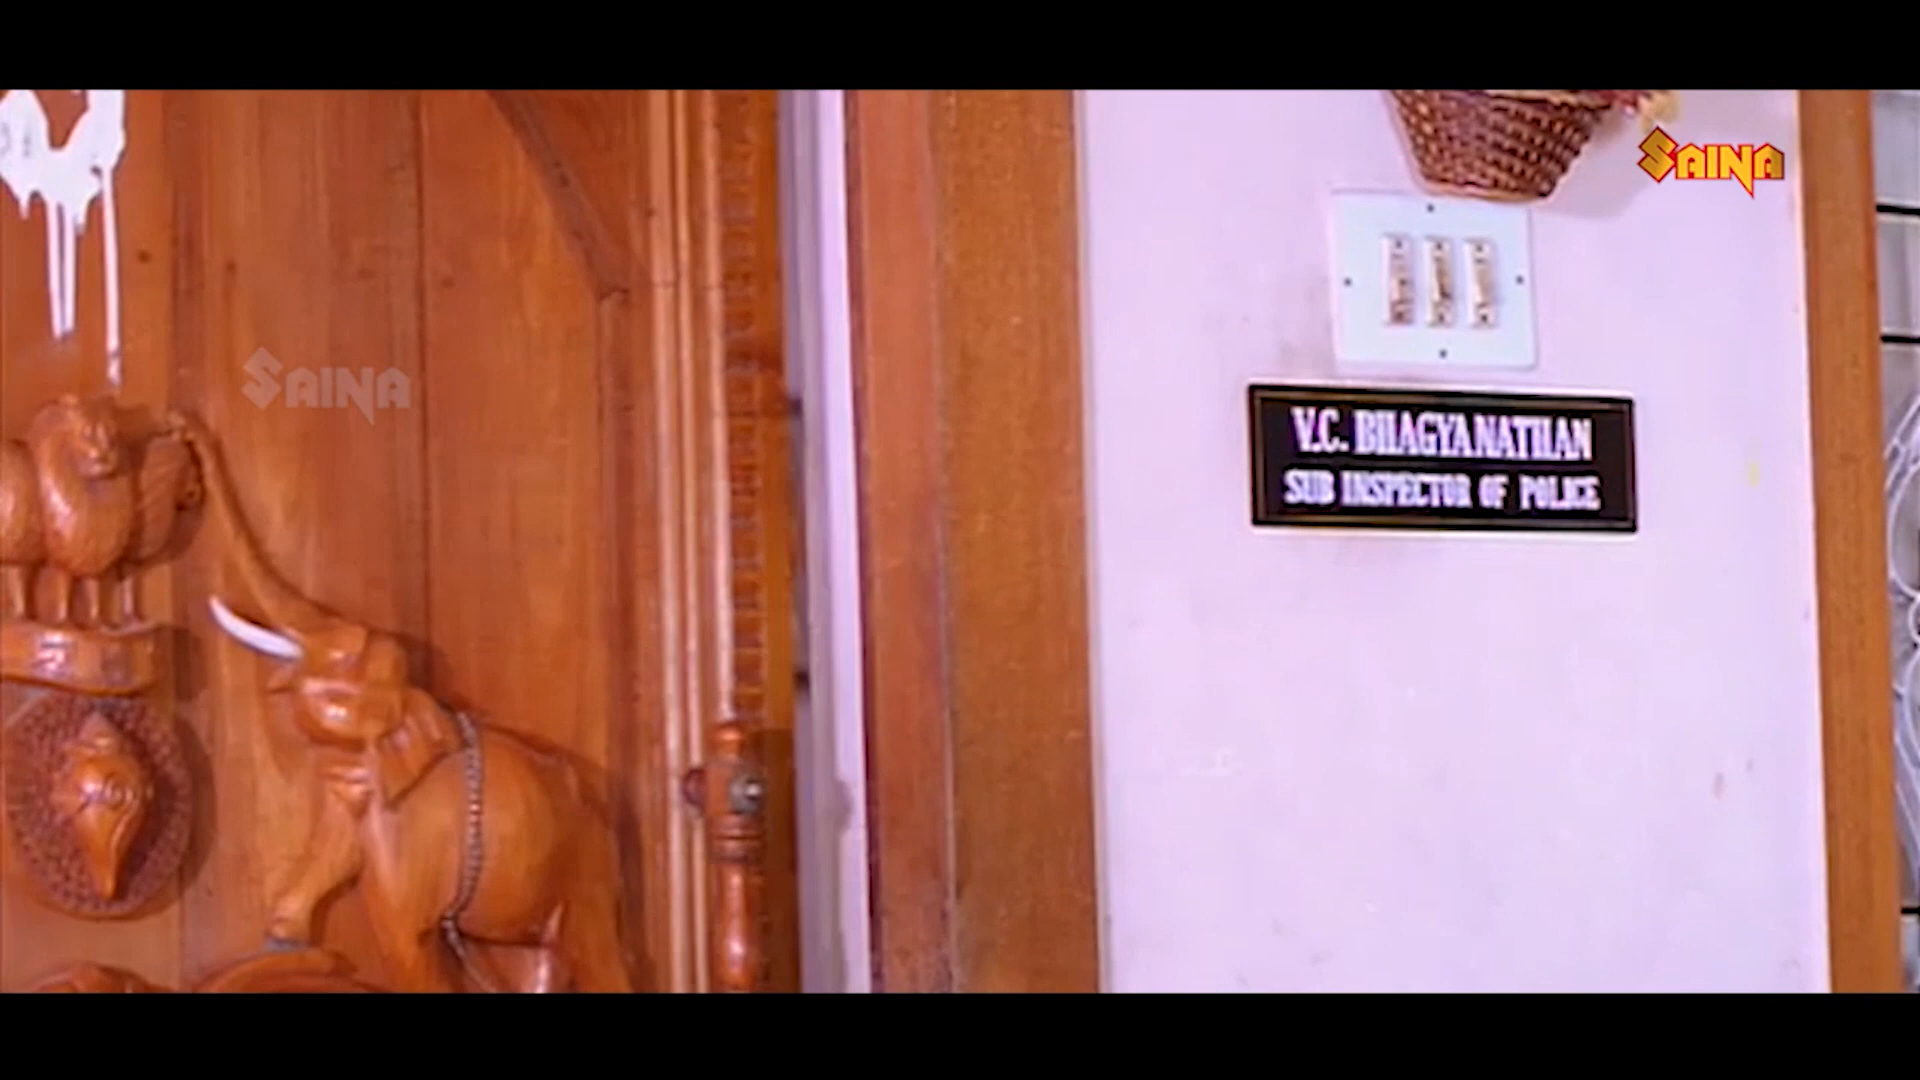 SAINA
SAINA
V.C. BHAGYANATHAN
SUB INSPECTOR OF POLICE